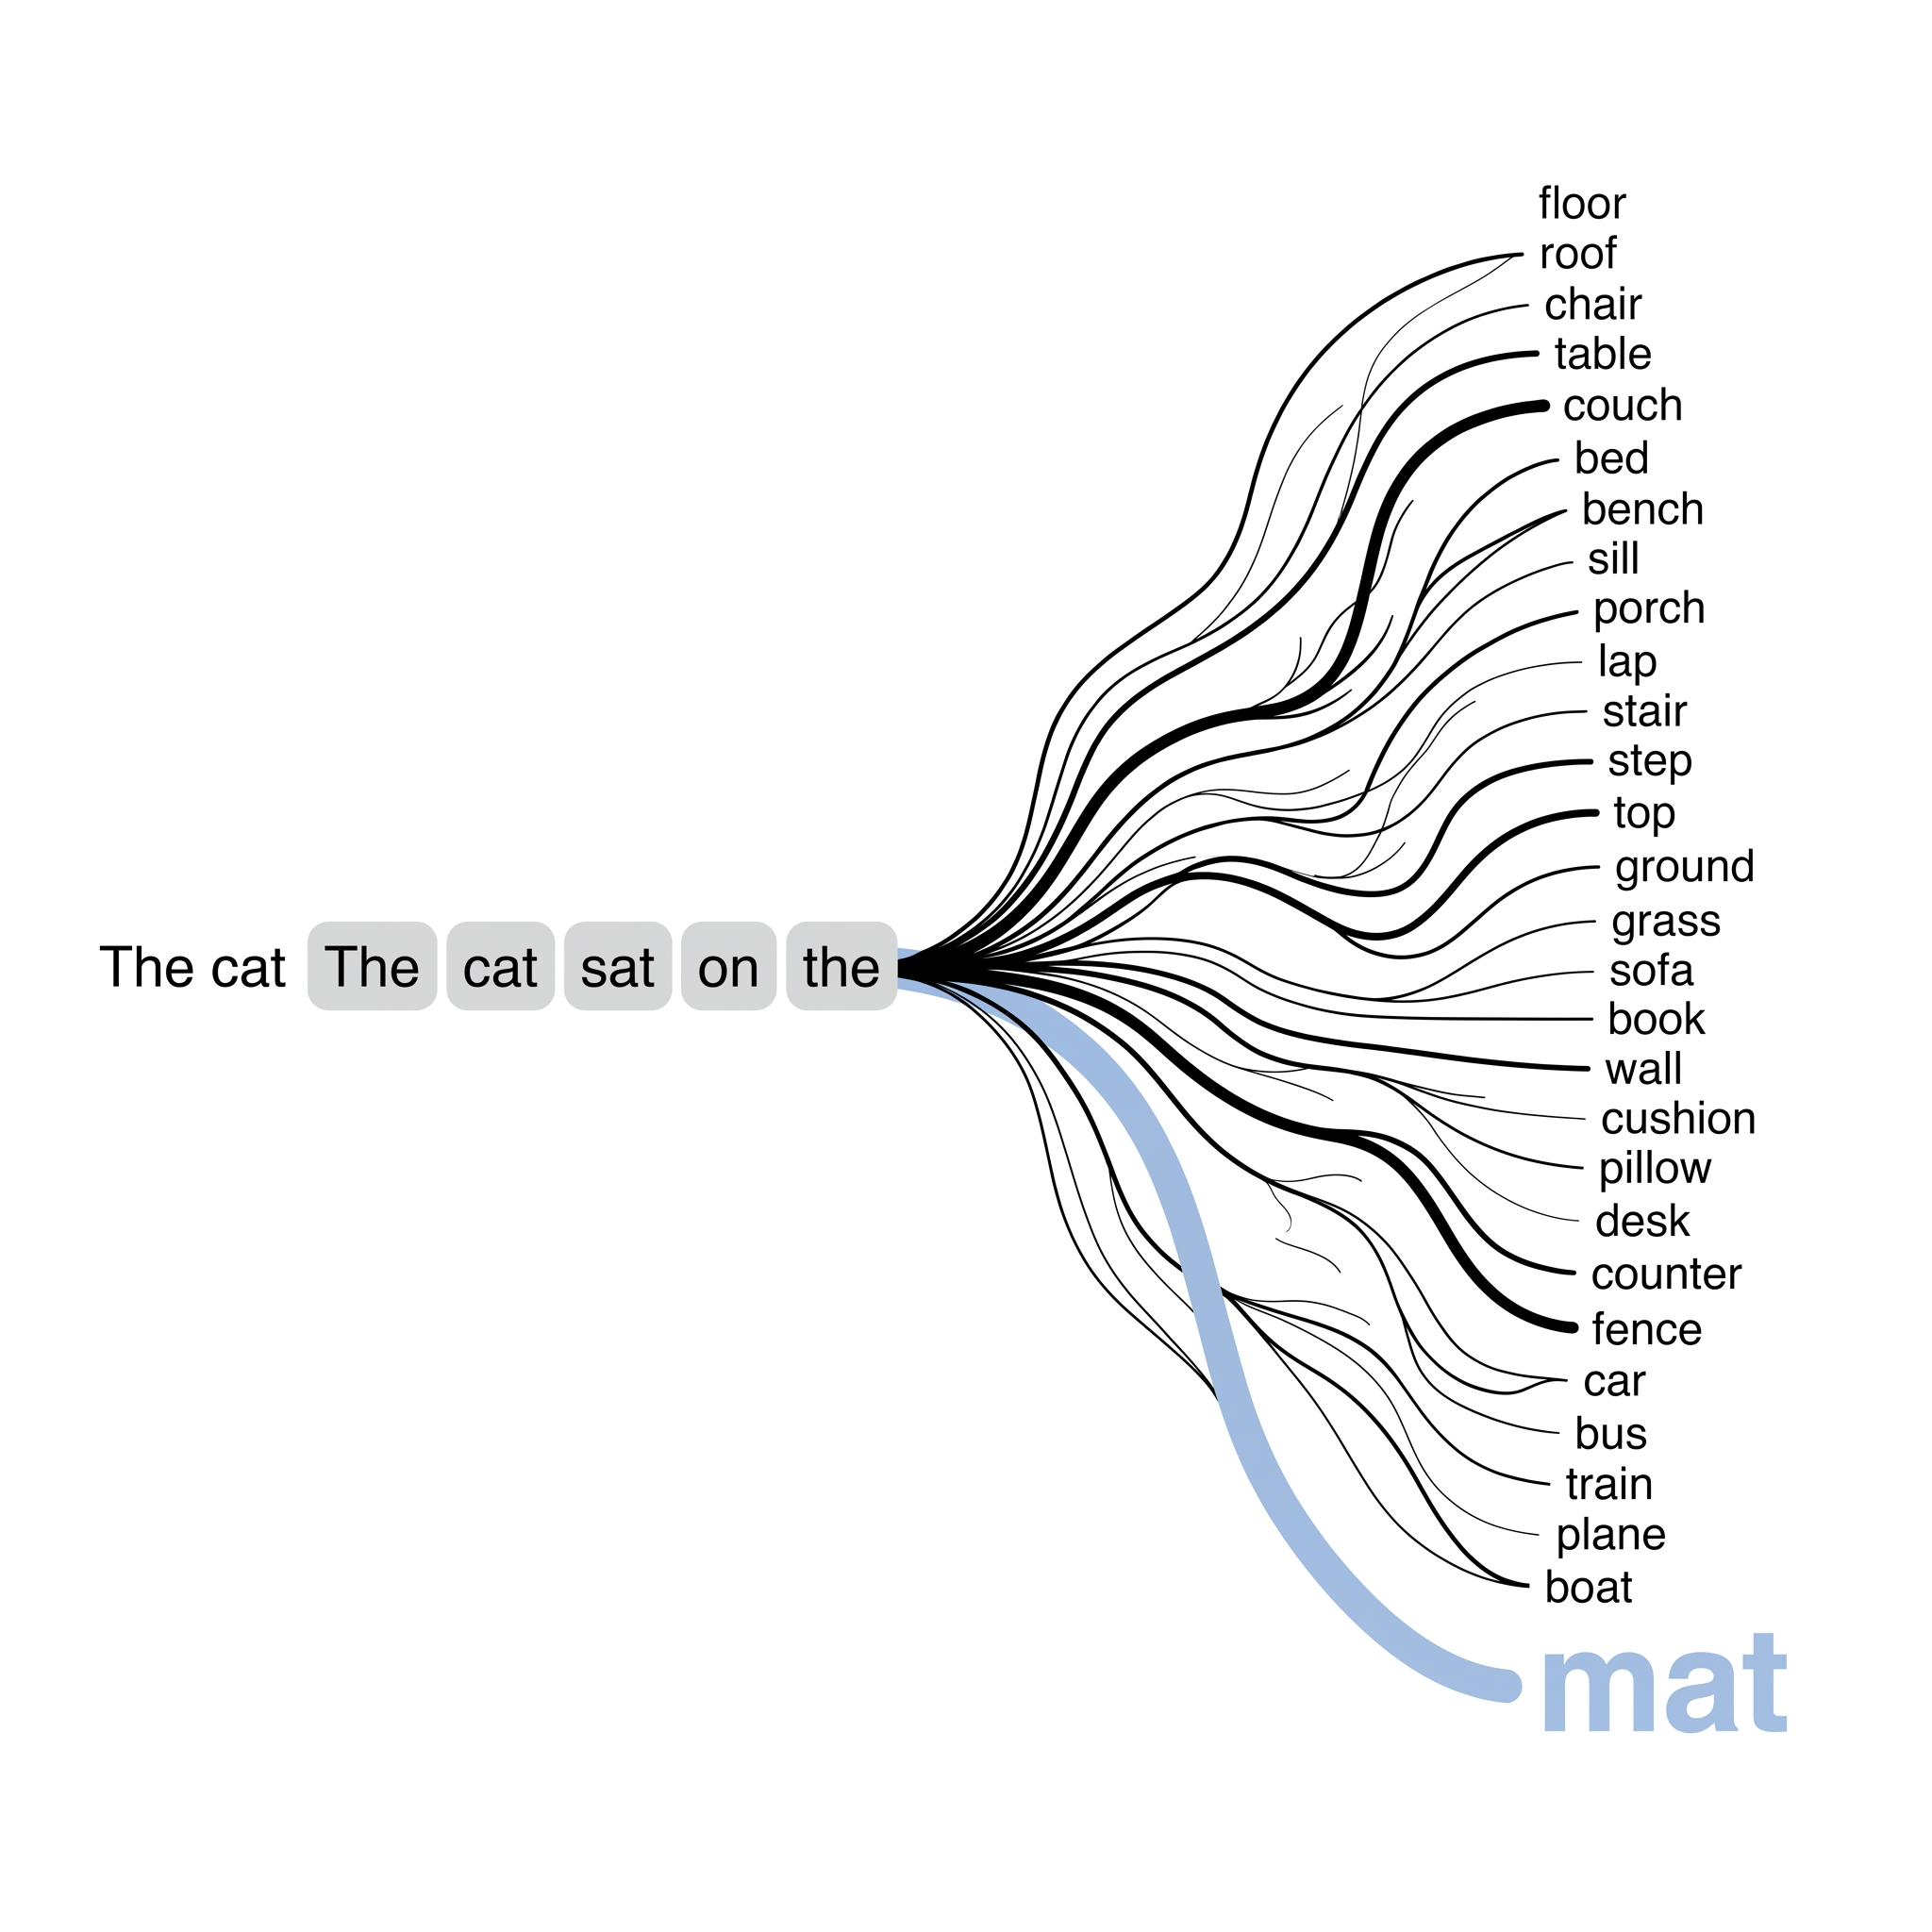 The cat The cat sat on the
floor
roof
chair
table
couch
bed
bench
sill
porch
lap
stair
step
top
ground
grass
sofa
book
wall
cushion
pillow
desk
counter
fence
car
bus
train
plane
boat
mat